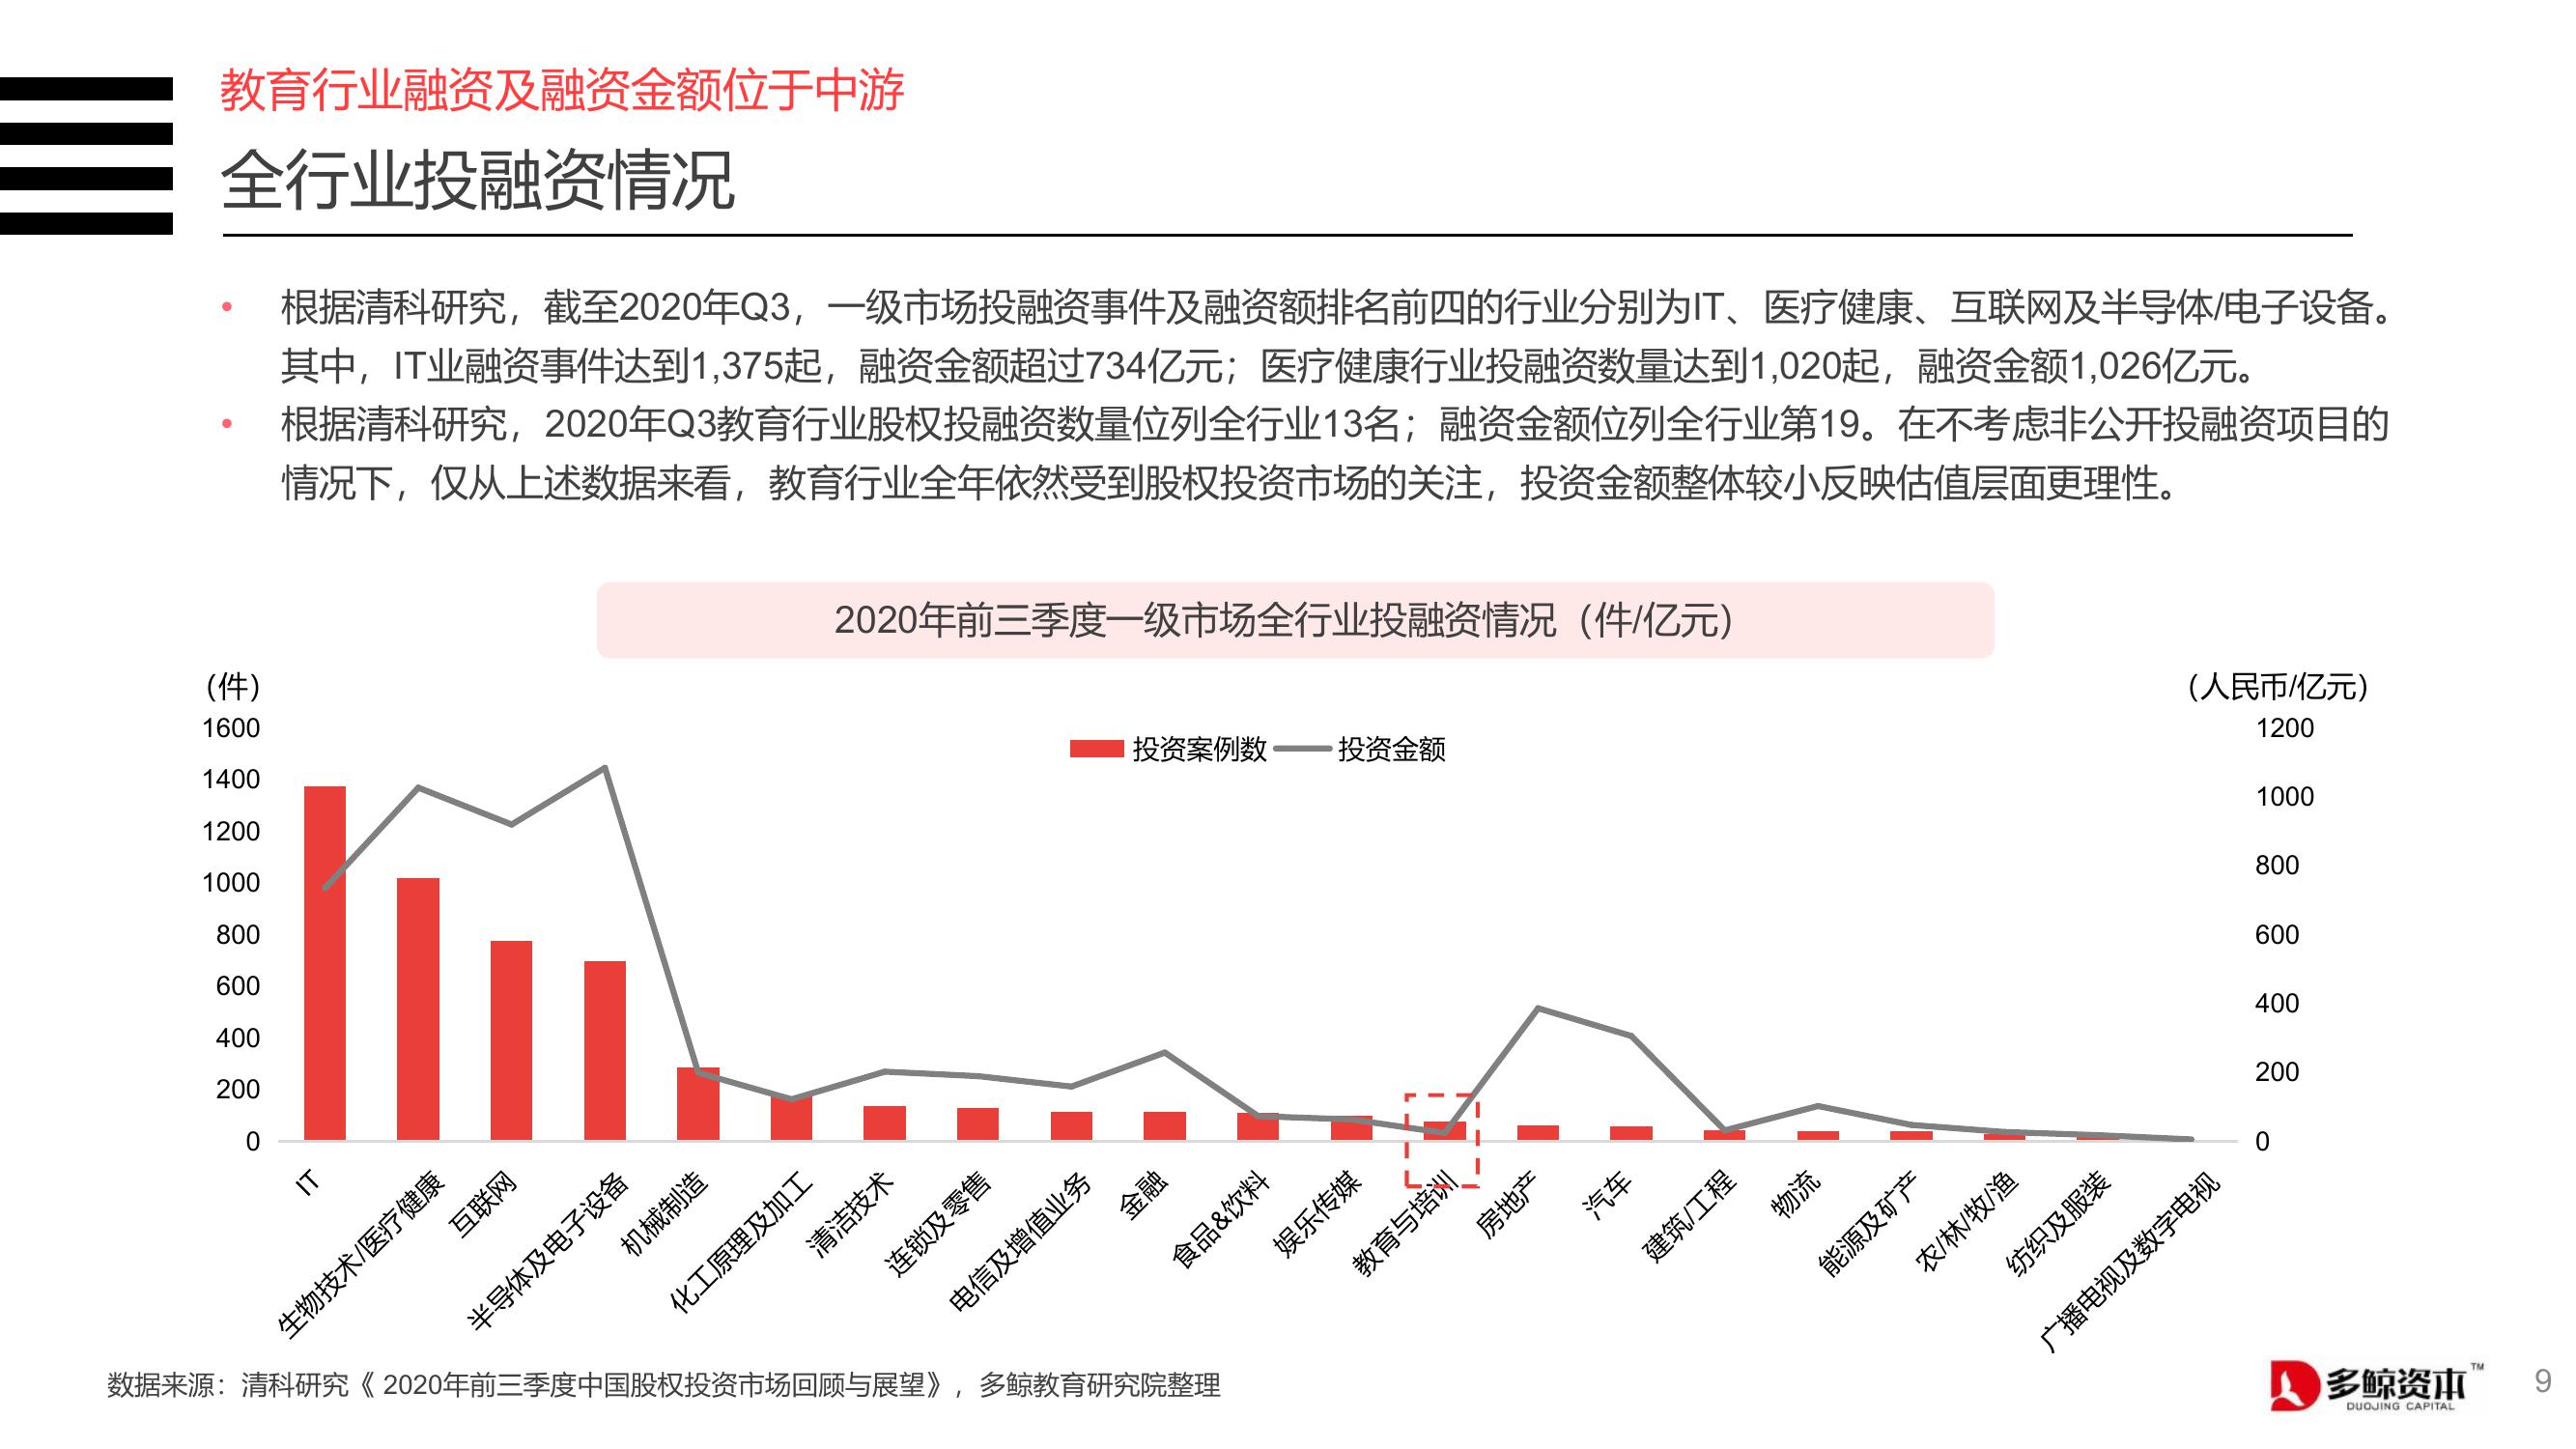 教育行业融资及融资金额位于中游
全行业投融资情况
• 根据清科研究，截至2020年Q3，一级市场投融资事件及融资额排名前四的行业分别为IT、医疗健康、互联网及半导体/电子设备。
其中，IT业融资事件达到1,375起，融资金额超过734亿元；医疗健康行业投融资数量达到1,020起，融资金额1,026亿元。
• 根据清科研究，2020年Q3教育行业股权投融资数量位列全行业13名；融资金额位列全行业第19。在不考虑非公开投融资项目的
情况下，仅从上述数据来看，教育行业全年依然受到股权投资市场的关注，投资金额整体较小反映估值层面更理性。
2020年前三季度一级市场全行业投融资情况（件/亿元）
（件）
1600
1400
1200
1000
800
600
400
200
0
投资案例数
投资金额
（人民币/亿元）
1200
1000
800
600
400
200
0
IT
生物技术/医疗健康
互联网
半导体及电子设备
机械制造
化工原理及加工
清洁技术
连锁及零售
电信及增值业务
金融
食品&饮料
娱乐传媒
教育与培训
房地产
汽车
建筑/工程
物流
能源及矿产
农/林/牧/渔
纺织及服装
广播电视及数字电视
数据来源：清科研究《 2020年前三季度中国股权投资市场回顾与展望》，多鲸教育研究院整理
多鲸资本™
DUOJING CAPITAL
9